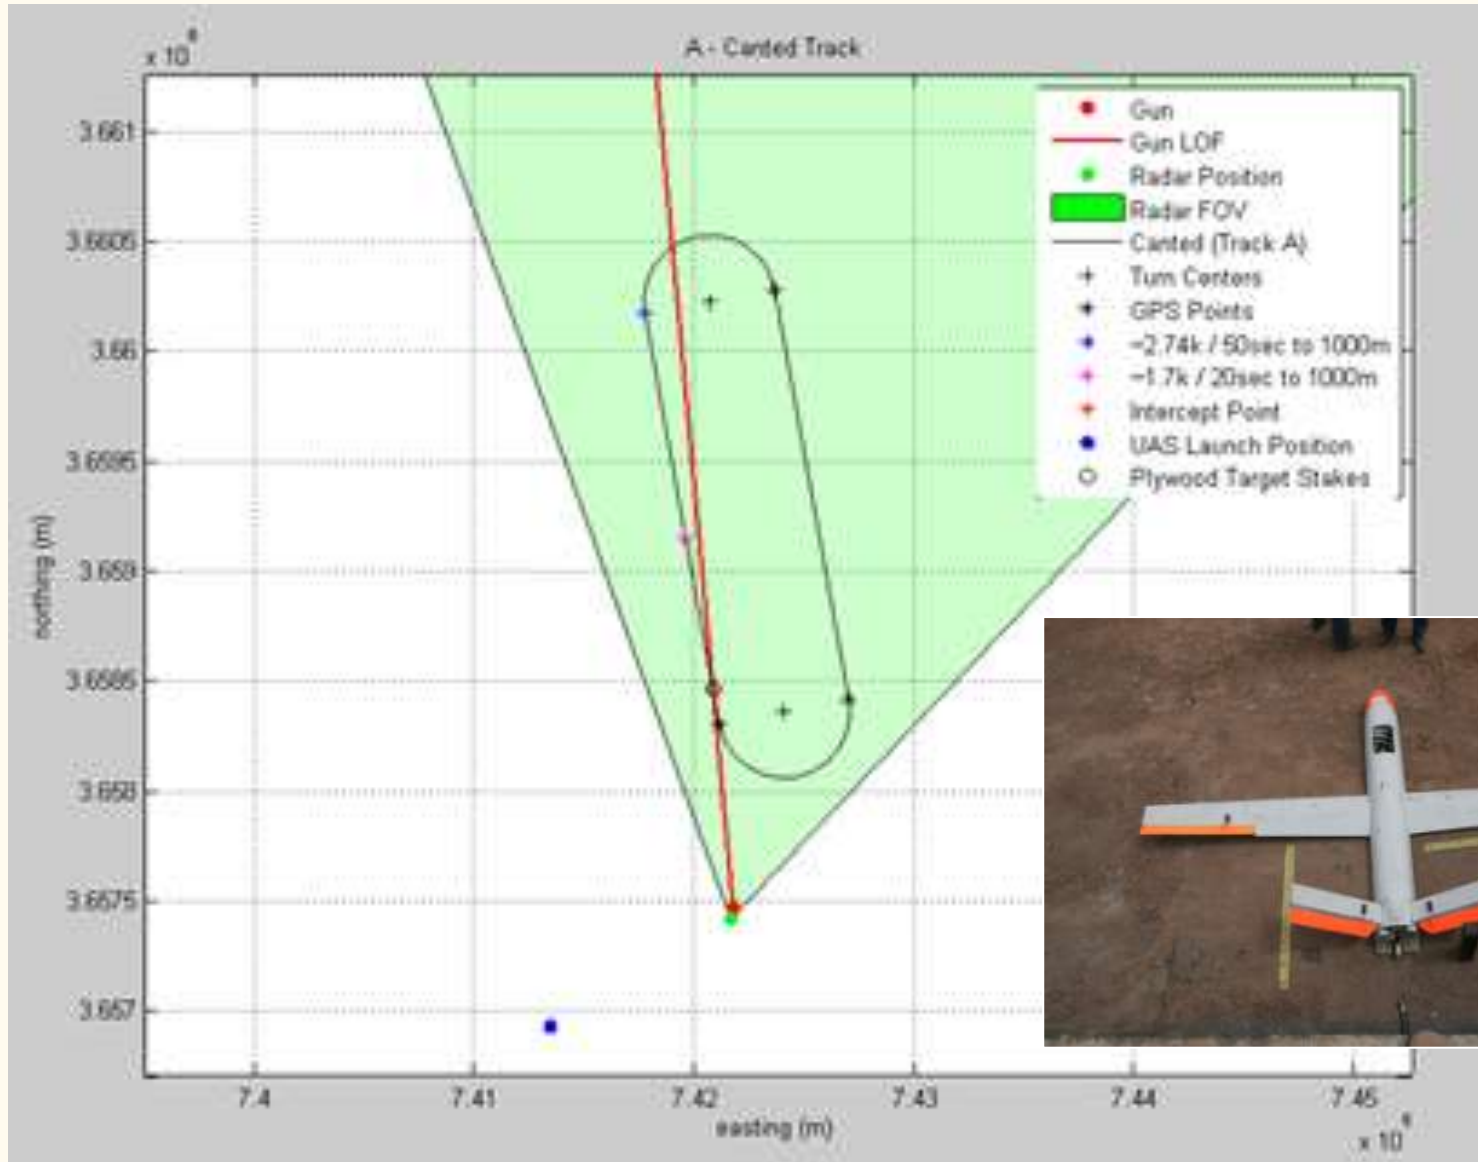 A - Canted Track
x 10
3.661
3.6605
3.66
3.6595
3.659
3.6585
3.658
3.6575
3.657
northing (m)
7.4
7.41
7.42
7.43
7.44
7.45
easting (m)
x 10
Gun
Gun LOF
Radar Position
Radar FOV
Canted (Track A)
Turn Centers
GPS Points
~2.74k / 50sec to 1000m
~1.7k / 20sec to 1000m
Intercept Point
UAS Launch Position
Plywood Target Stakes